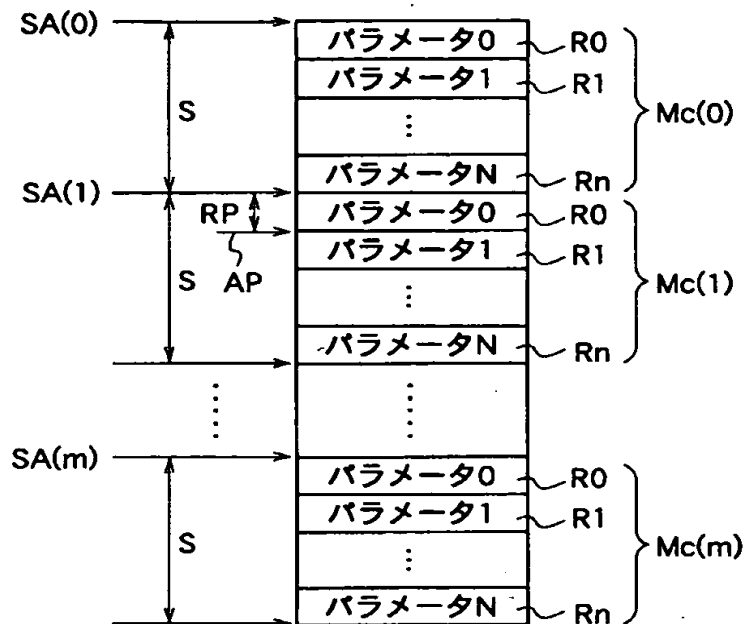 SA(0)
パラメータ0 R0
パラメータ1 R1
S
⋮
Mc(0)
パラメータN Rn
SA(1)
RP
パラメータ0 R0
AP
パラメータ1 R1
S
⋮
Mc(1)
パラメータN Rn
SA(m)
パラメータ0 R0
パラメータ1 R1
S
⋮
Mc(m)
パラメータN Rn